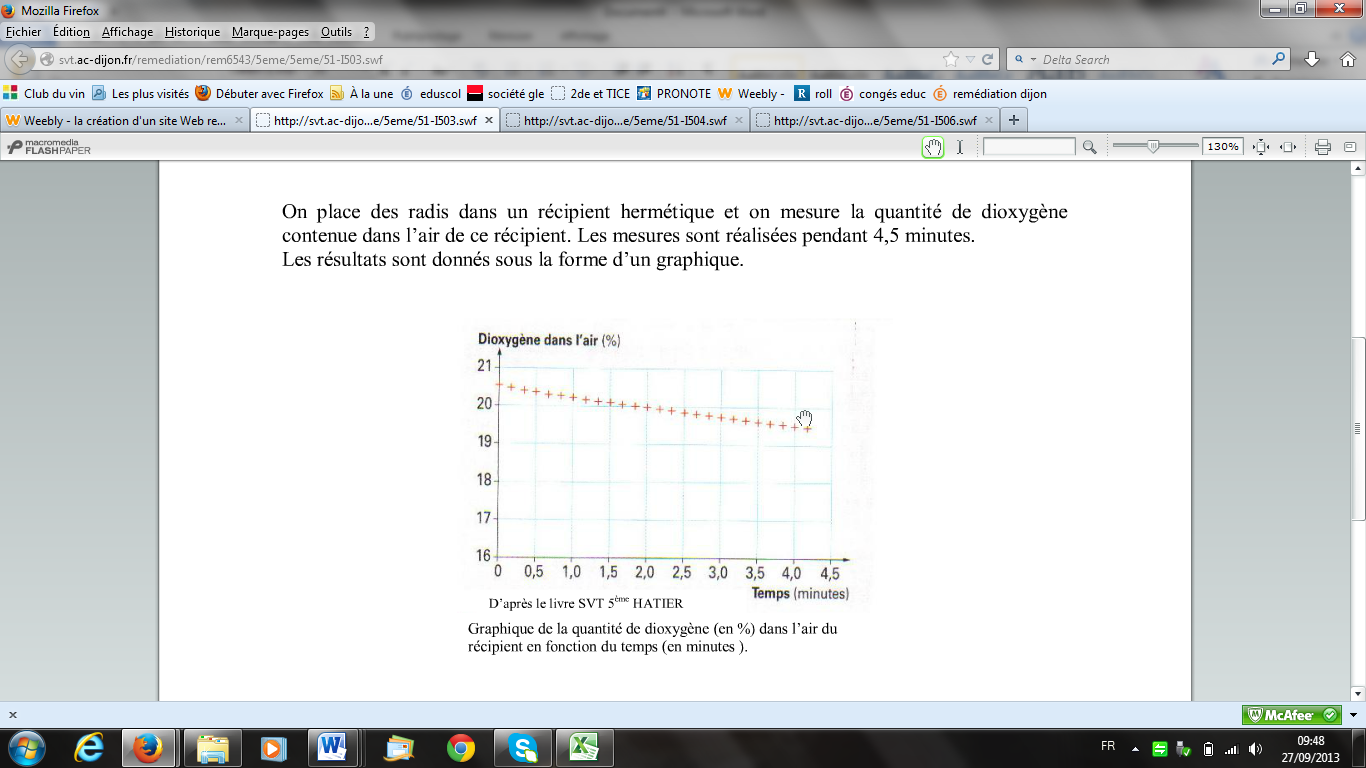 Mozilla Firefox
Fichier Édition Affichage Historique Marque-pages Outils ?
svt.ac-dijon.fr/remediation/rem6543/5eme/5eme/51-I503.swf
Delta Search
Club du vin Les plus visités Débuter avec Firefox À la une eduscol société gle 2de et TICE PRONOTE Weebly - roll congés educ remédiation dijon
Weebly - la création d'un site Web re... http://svt.ac-dijo...e/5eme/51-I503.swf http://svt.ac-dijo...e/5eme/51-I504.swf http://svt.ac-dijo...e/5eme/51-I506.swf
macromedia
FLASHPAPER
130%
On place des radis dans un récipient hermétique et on mesure la quantité de dioxygène
contenue dans l'air de ce récipient. Les mesures sont réalisées pendant 4,5 minutes.
Les résultats sont donnés sous la forme d'un graphique.
Dioxygène dans l'air (%)
21
20
19
18
17
16
0 0,5 1,0 1,5 2,0 2,5 3,0 3,5 4,0 4,5
Temps (minutes)
D'après le livre SVT 5ème HATIER
Graphique de la quantité de dioxygène (en %) dans l'air du
récipient en fonction du temps (en minutes ).
McAfee
FR
09:48
27/09/2013